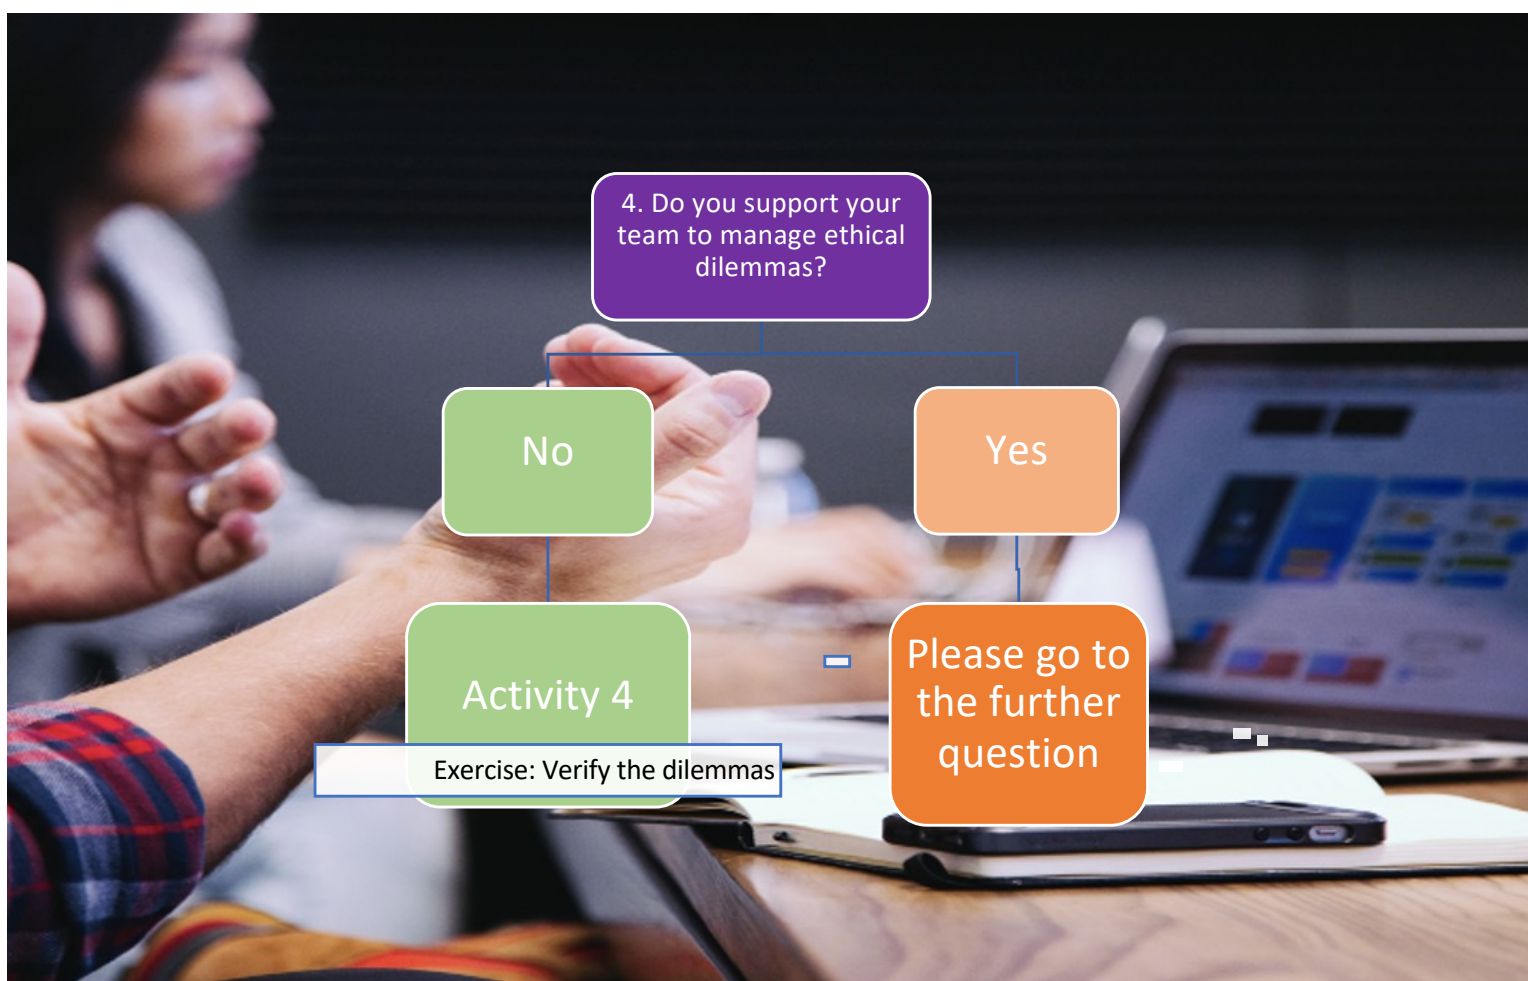 4. Do you support your
team to manage ethical
dilemmas?
No
Yes
Activity 4
Exercise: Verify the dilemmas
Please go to
the further
question